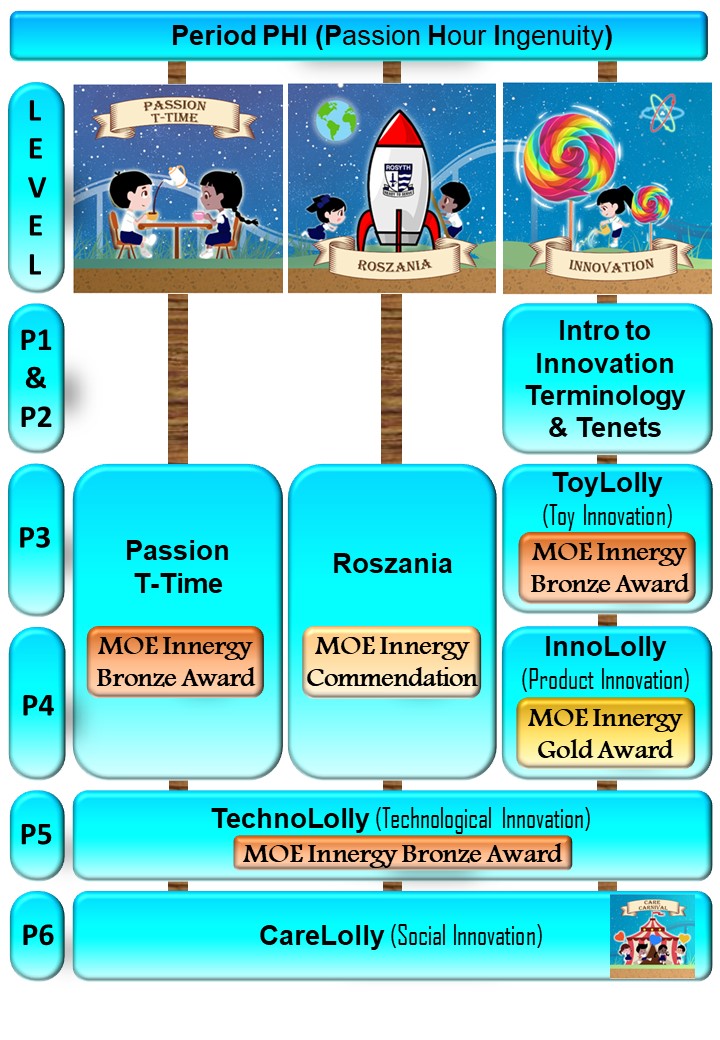 Period PHI (Passion Hour Ingenuity)
L
E
V
E
L
PASSION
T-TIME
ROSYTH
ROSZANIA
INNOVATION
P1
&
P2
Intro to
Innovation
Terminology
& Tenets
P3
Passion
T-Time
MOE Innergy
Bronze Award
Roszania
MOE Innergy
Commendation
ToyLolly
(Toy Innovation)
MOE Innergy
Bronze Award
P4
InnoLolly
(Product Innovation)
MOE Innergy
Gold Award
P5
TechnoLolly (Technological Innovation)
MOE Innergy Bronze Award
P6
CareLolly (Social Innovation)
CARE
CARNIVAL